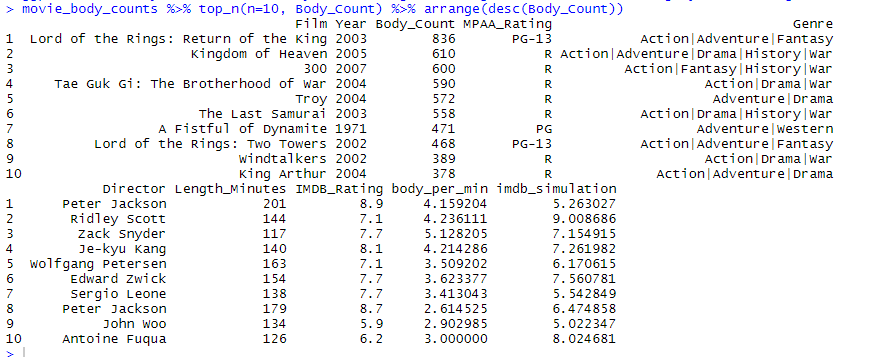 > movie_body_counts %>% top_n(n=10, Body_Count) %>% arrange(desc(Body_Count))
Film Year Body_Count MPAA_Rating Genre
1 Lord of the Rings: Return of the King 2003 836 PG-13 Action|Adventure|Fantasy
2 Kingdom of Heaven 2005 610 R Action|Adventure|Drama|History|War
3 300 2007 600 R Action|Fantasy|History|War
4 Tae Guk Gi: The Brotherhood of War 2004 590 R Action|Drama|War
5 Troy 2004 572 R Adventure|Drama
6 The Last Samurai 2003 558 R Action|Drama|History|War
7 A Fistful of Dynamite 1971 471 PG Adventure|Western
8 Lord of the Rings: Two Towers 2002 468 PG-13 Action|Adventure|Fantasy
9 Windtalkers 2002 389 R Action|Drama|War
10 King Arthur 2004 378 R Action|Adventure|Drama
Director Length_Minutes IMDB_Rating body_per_min imdb_simulation
1 Peter Jackson 201 8.9 4.159204 5.263027
2 Ridley Scott 144 7.1 4.236111 9.008686
3 Zack Snyder 117 7.7 5.128205 7.154915
4 Je-kyu Kang 140 8.1 4.214286 7.261982
5 Wolfgang Petersen 163 7.1 3.509202 6.170615
6 Edward Zwick 154 7.7 3.623377 7.560781
7 Sergio Leone 138 7.7 3.413043 5.542849
8 Peter Jackson 179 8.7 2.614525 6.474858
9 John Woo 134 5.9 2.902985 5.022347
10 Antoine Fuqua 126 6.2 3.000000 8.024681
>